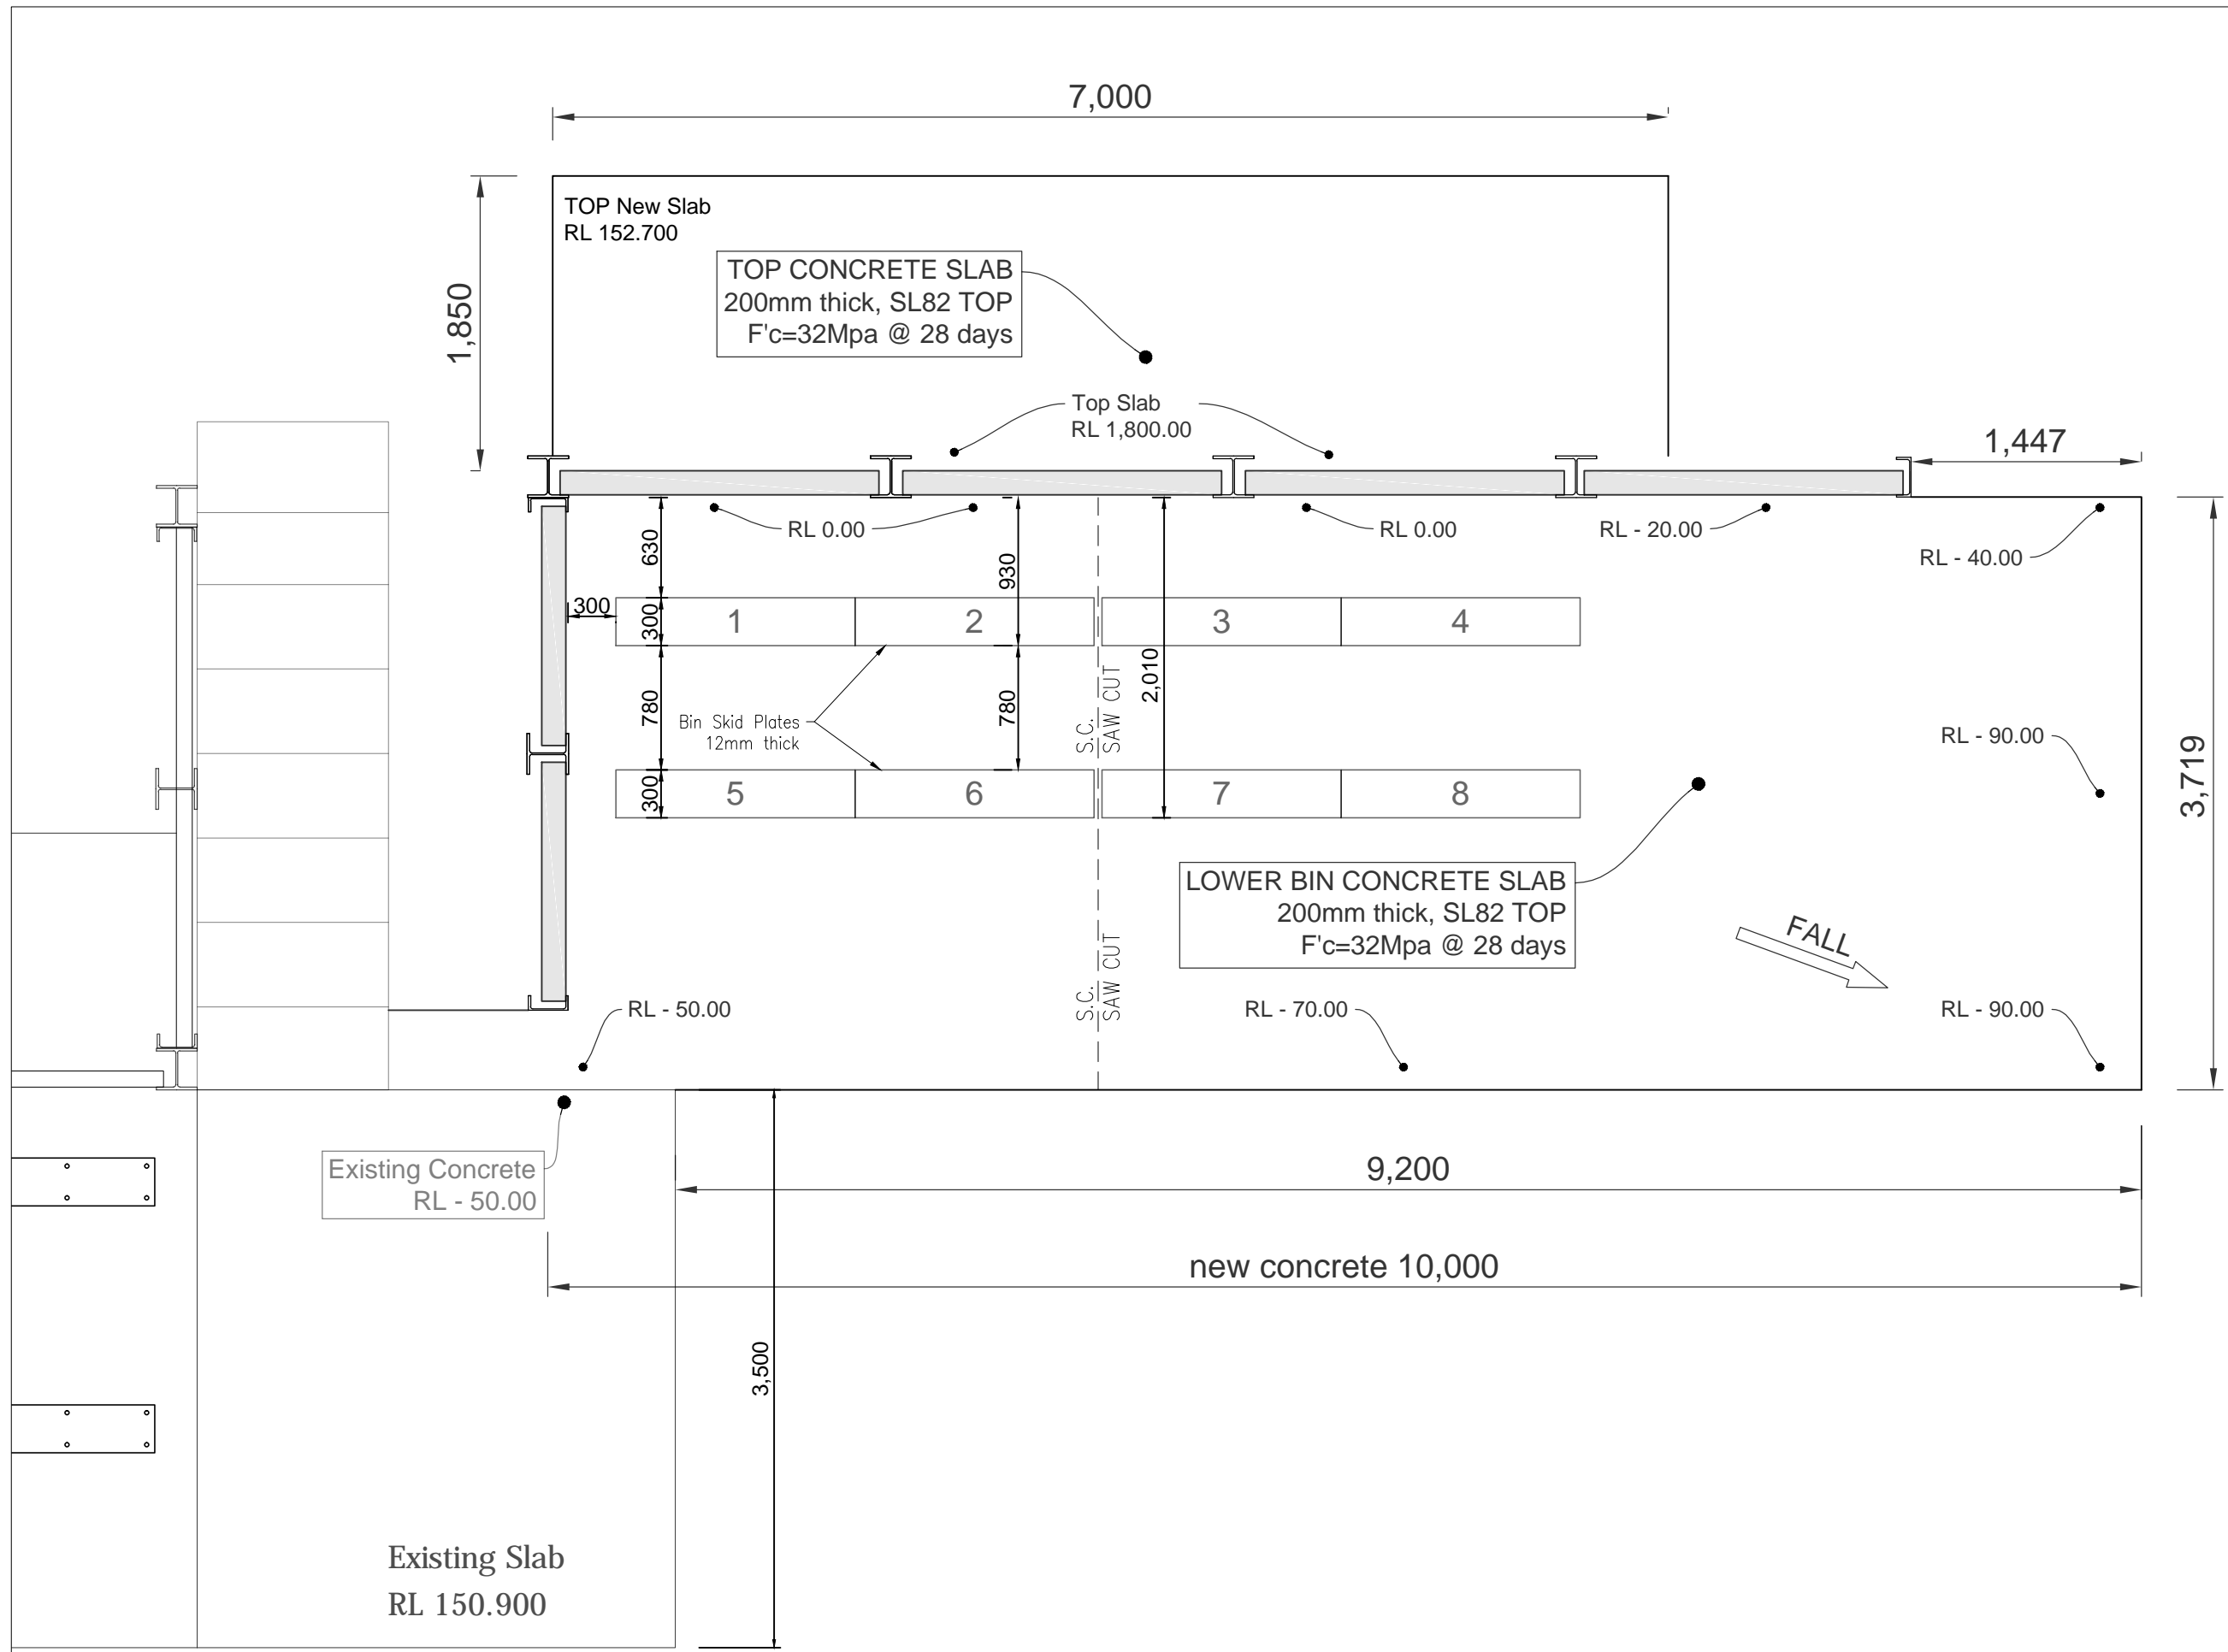 7,000
TOP New Slab
RL 152.700
TOP CONCRETE SLAB
200mm thick, SL82 TOP
F'c=32Mpa @ 28 days
1,850
Top Slab
RL 1,800.00
1,447
RL 0.00
RL 0.00
RL - 20.00
RL - 40.00
630
930
300
300
1
2
3
4
780
780
2,010
Bin Skid Plates
12mm thick
S.C.
SAW CUT
RL - 90.00
3,719
300
5
6
7
8
LOWER BIN CONCRETE SLAB
200mm thick, SL82 TOP
F'c=32Mpa @ 28 days
FALL
S.C.
SAW CUT
RL - 50.00
RL - 70.00
RL - 90.00
Existing Concrete
RL - 50.00
9,200
new concrete 10,000
3,500
Existing Slab
RL 150.900